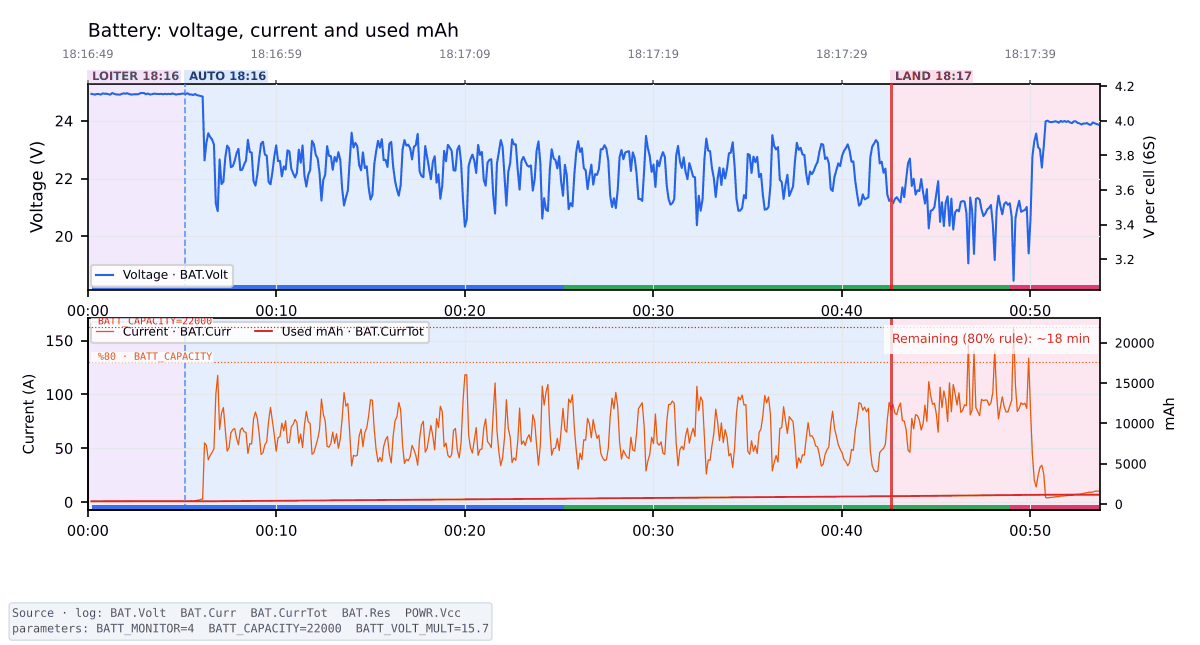 Battery: voltage, current and used mAh
18:16:49 18:16:59 18:17:09 18:17:19 18:17:29 18:17:39
LOITER 18:16 AUTO 18:16 LAND 18:17
4.2
24 4.0
3.8
22 3.6
3.4
20
3.2
Voltage (V)
V per cell (6S)
Voltage · BAT.Volt
00:00 00:10 00:20 00:30 00:40 00:50
BATT_CAPACITY=22000
Current · BAT.Curr Used mAh · BAT.CurrTot
Remaining (80% rule): ~18 min
%80 · BATT_CAPACITY
150 20000
15000
100
10000
50 5000
0 0
Current (A)
mAh
00:00 00:10 00:20 00:30 00:40 00:50
Source · log: BAT.Volt BAT.Curr BAT.CurrTot BAT.Res POWR.Vcc
parameters: BATT_MONITOR=4 BATT_CAPACITY=22000 BATT_VOLT_MULT=15.7